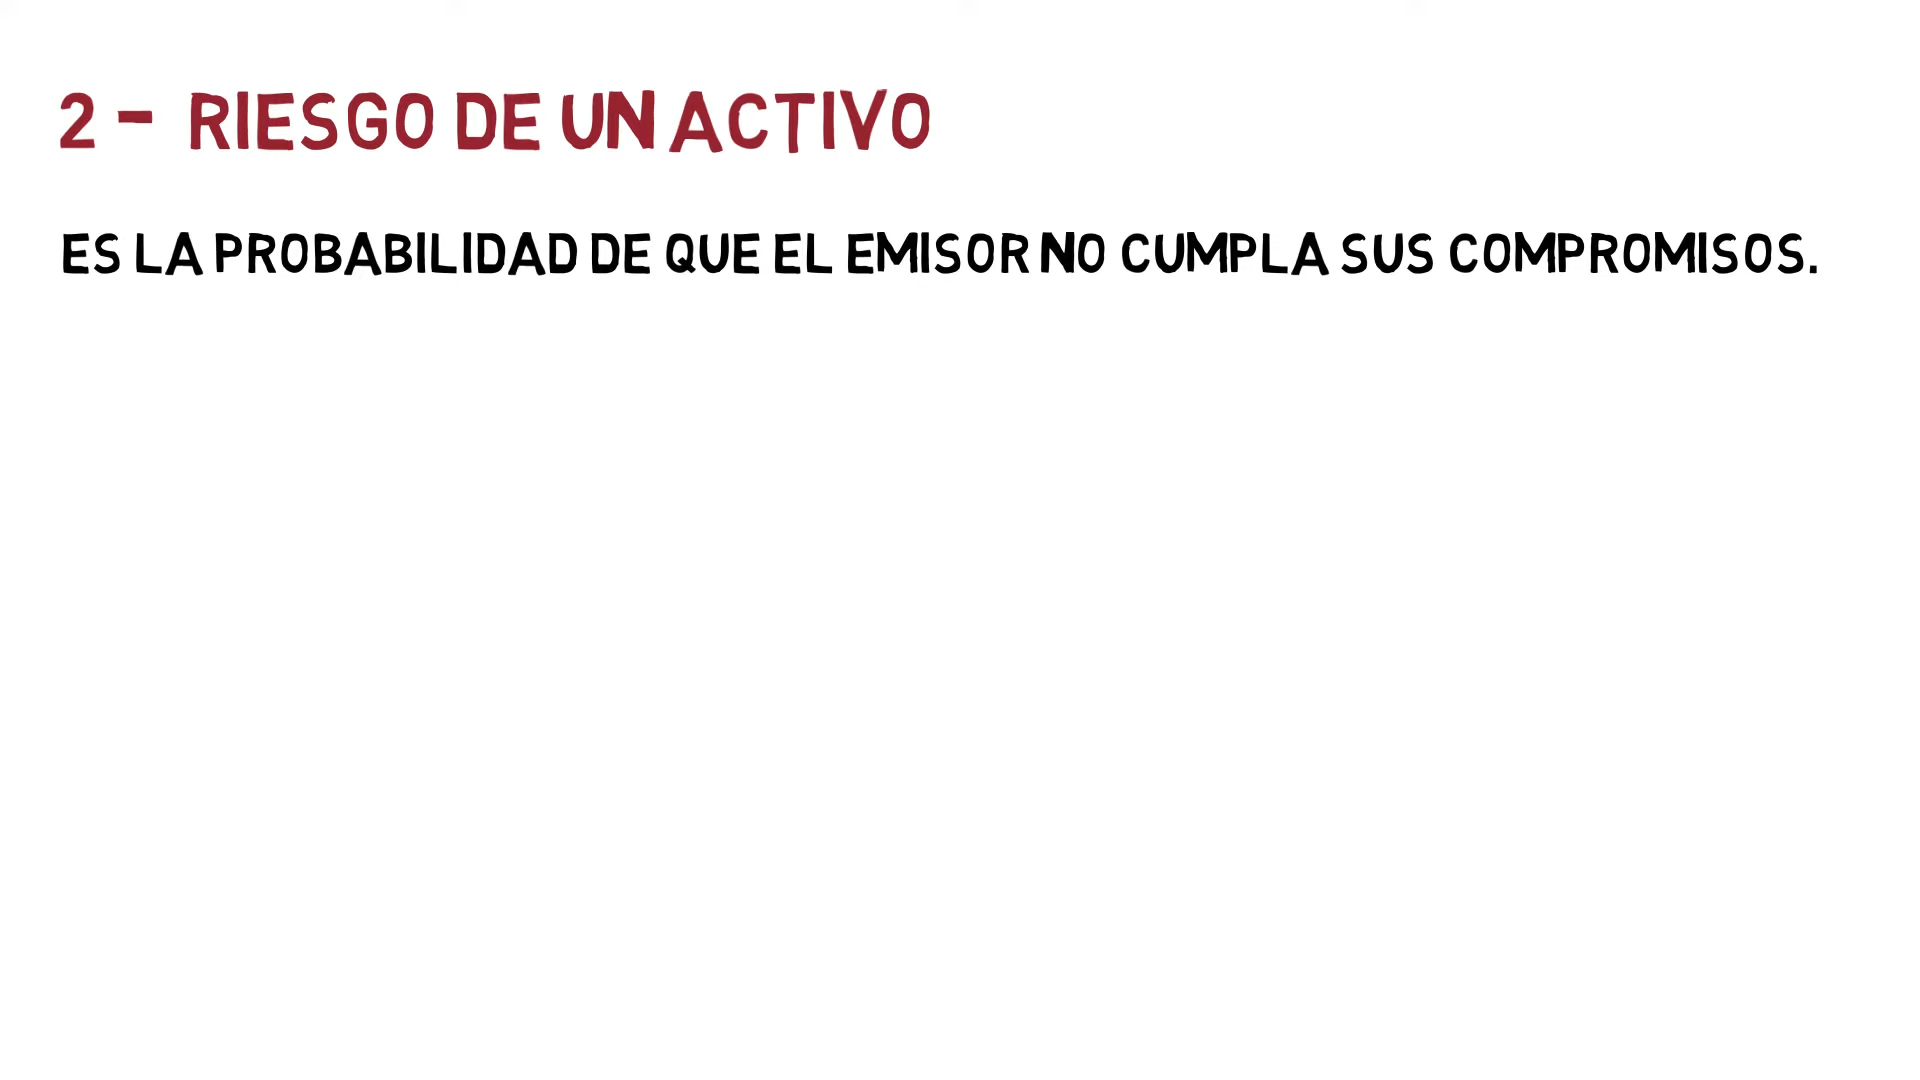 2 - RIESGO DE UN ACTIVO
ES LA PROBABILIDAD DE QUE EL EMISOR NO CUMPLA SUS COMPROMISOS.